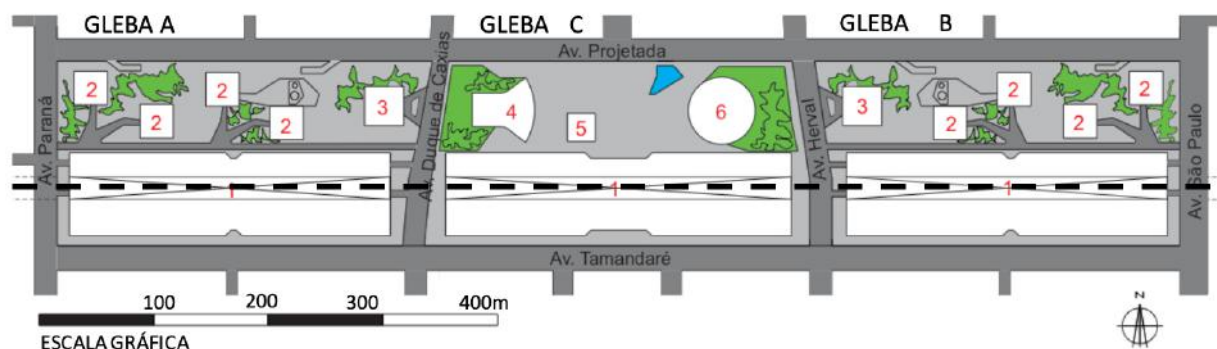 GLEBA A
GLEBA C
GLEBA B
Av. Projetada
Av. Paraná
Av. Duque de Caxias
Av. Herval
Av. São Paulo
2
2
2
2
3
4
5
6
3
2
2
2
2
1
1
1
Av. Tamandaré
100 200 300 400m
ESCALA GRÁFICA
N